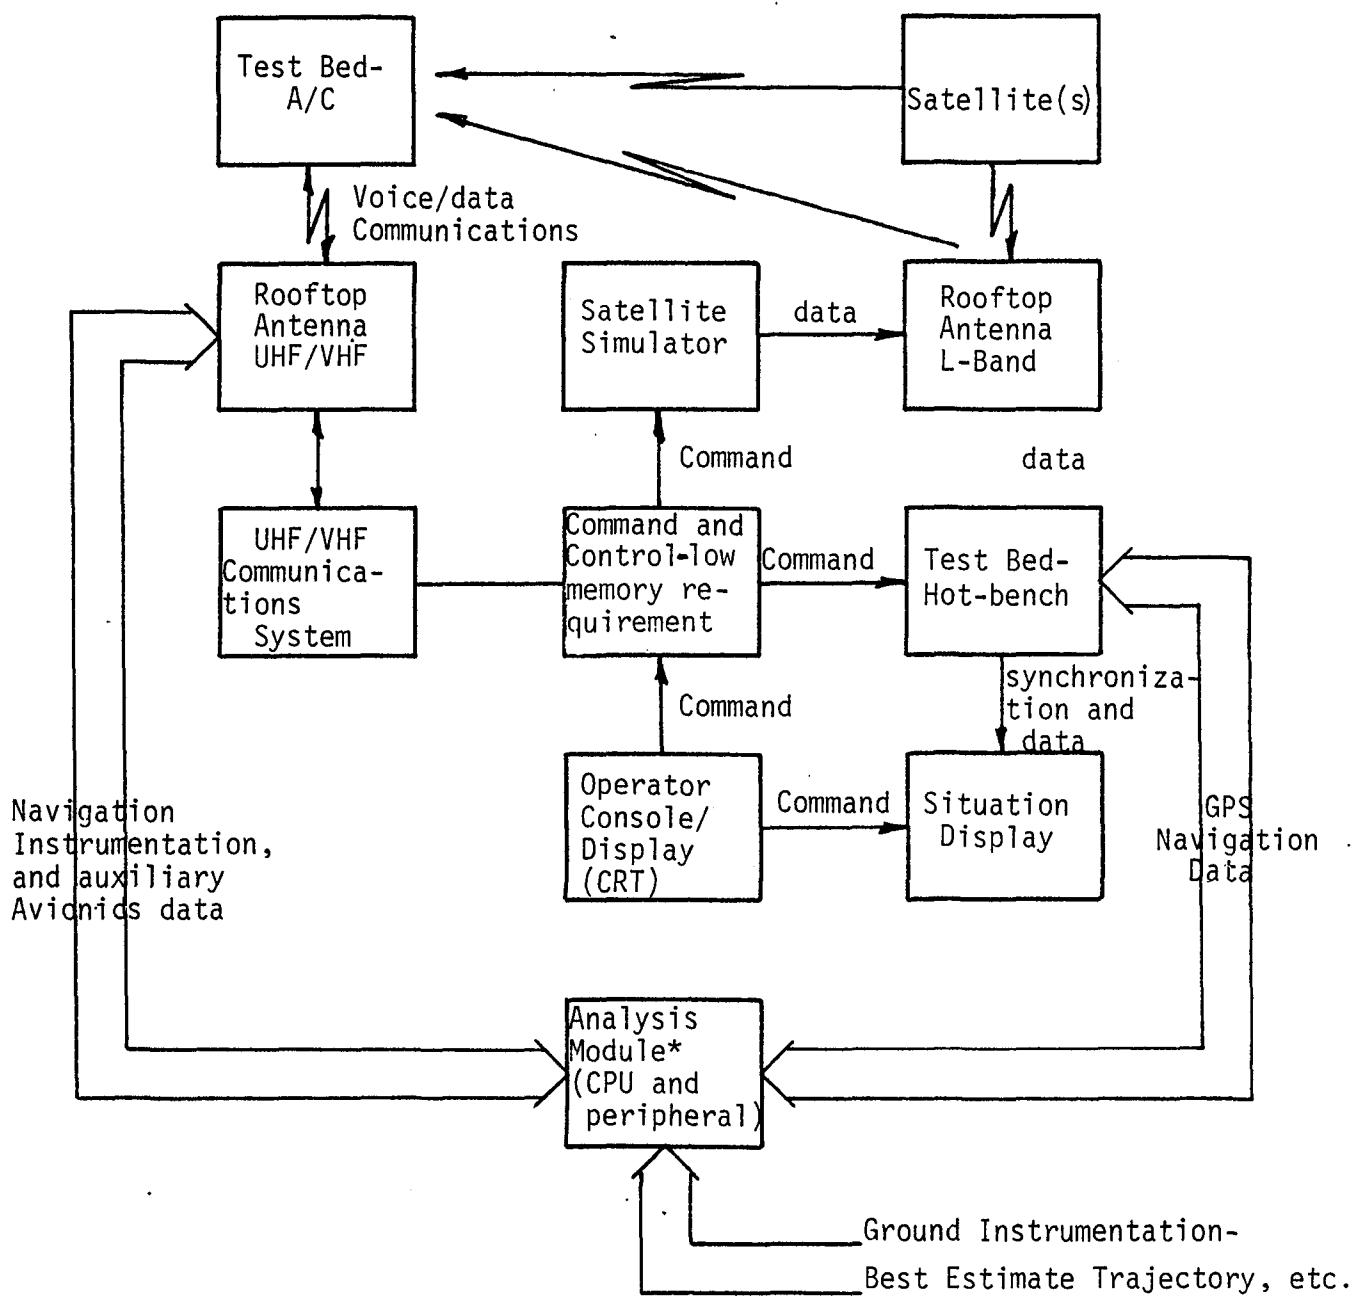 Test Bed-
A/C
Satellite(s)
Voice/data
Communications
Rooftop
Antenna
UHF/VHF
Satellite
Simulator
data
Rooftop
Antenna
L-Band
Command
data
UHF/VHF
Communica-
tions
System
Command and
Control-low
memory re-
quirement
Command
Test Bed-
Hot-bench
Command
synchroniza-
tion and
data
Operator
Console/
Display
(CRT)
Command
Situation
Display
Navigation
Instrumentation,
and auxiliary
Avionics data
GPS
Navigation
Data
Analysis
Module*
(CPU and
peripheral)
Ground Instrumentation-
Best Estimate Trajectory, etc.